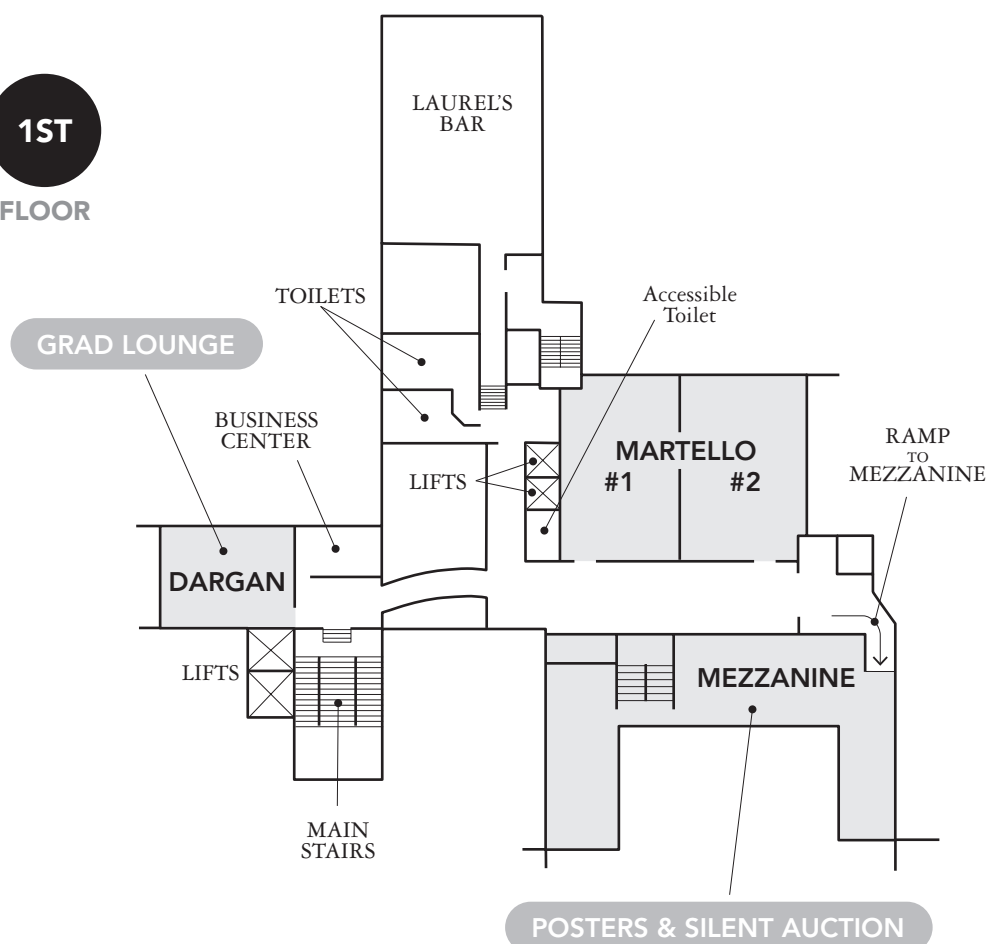 1ST
FLOOR
LAUREL'S
BAR
TOILETS
Accessible
Toilet
GRAD LOUNGE
BUSINESS
CENTER
LIFTS
MARTELLO
#1 #2
RAMP
TO
MEZZANINE
DARGAN
LIFTS
MEZZANINE
MAIN
STAIRS
POSTERS & SILENT AUCTION